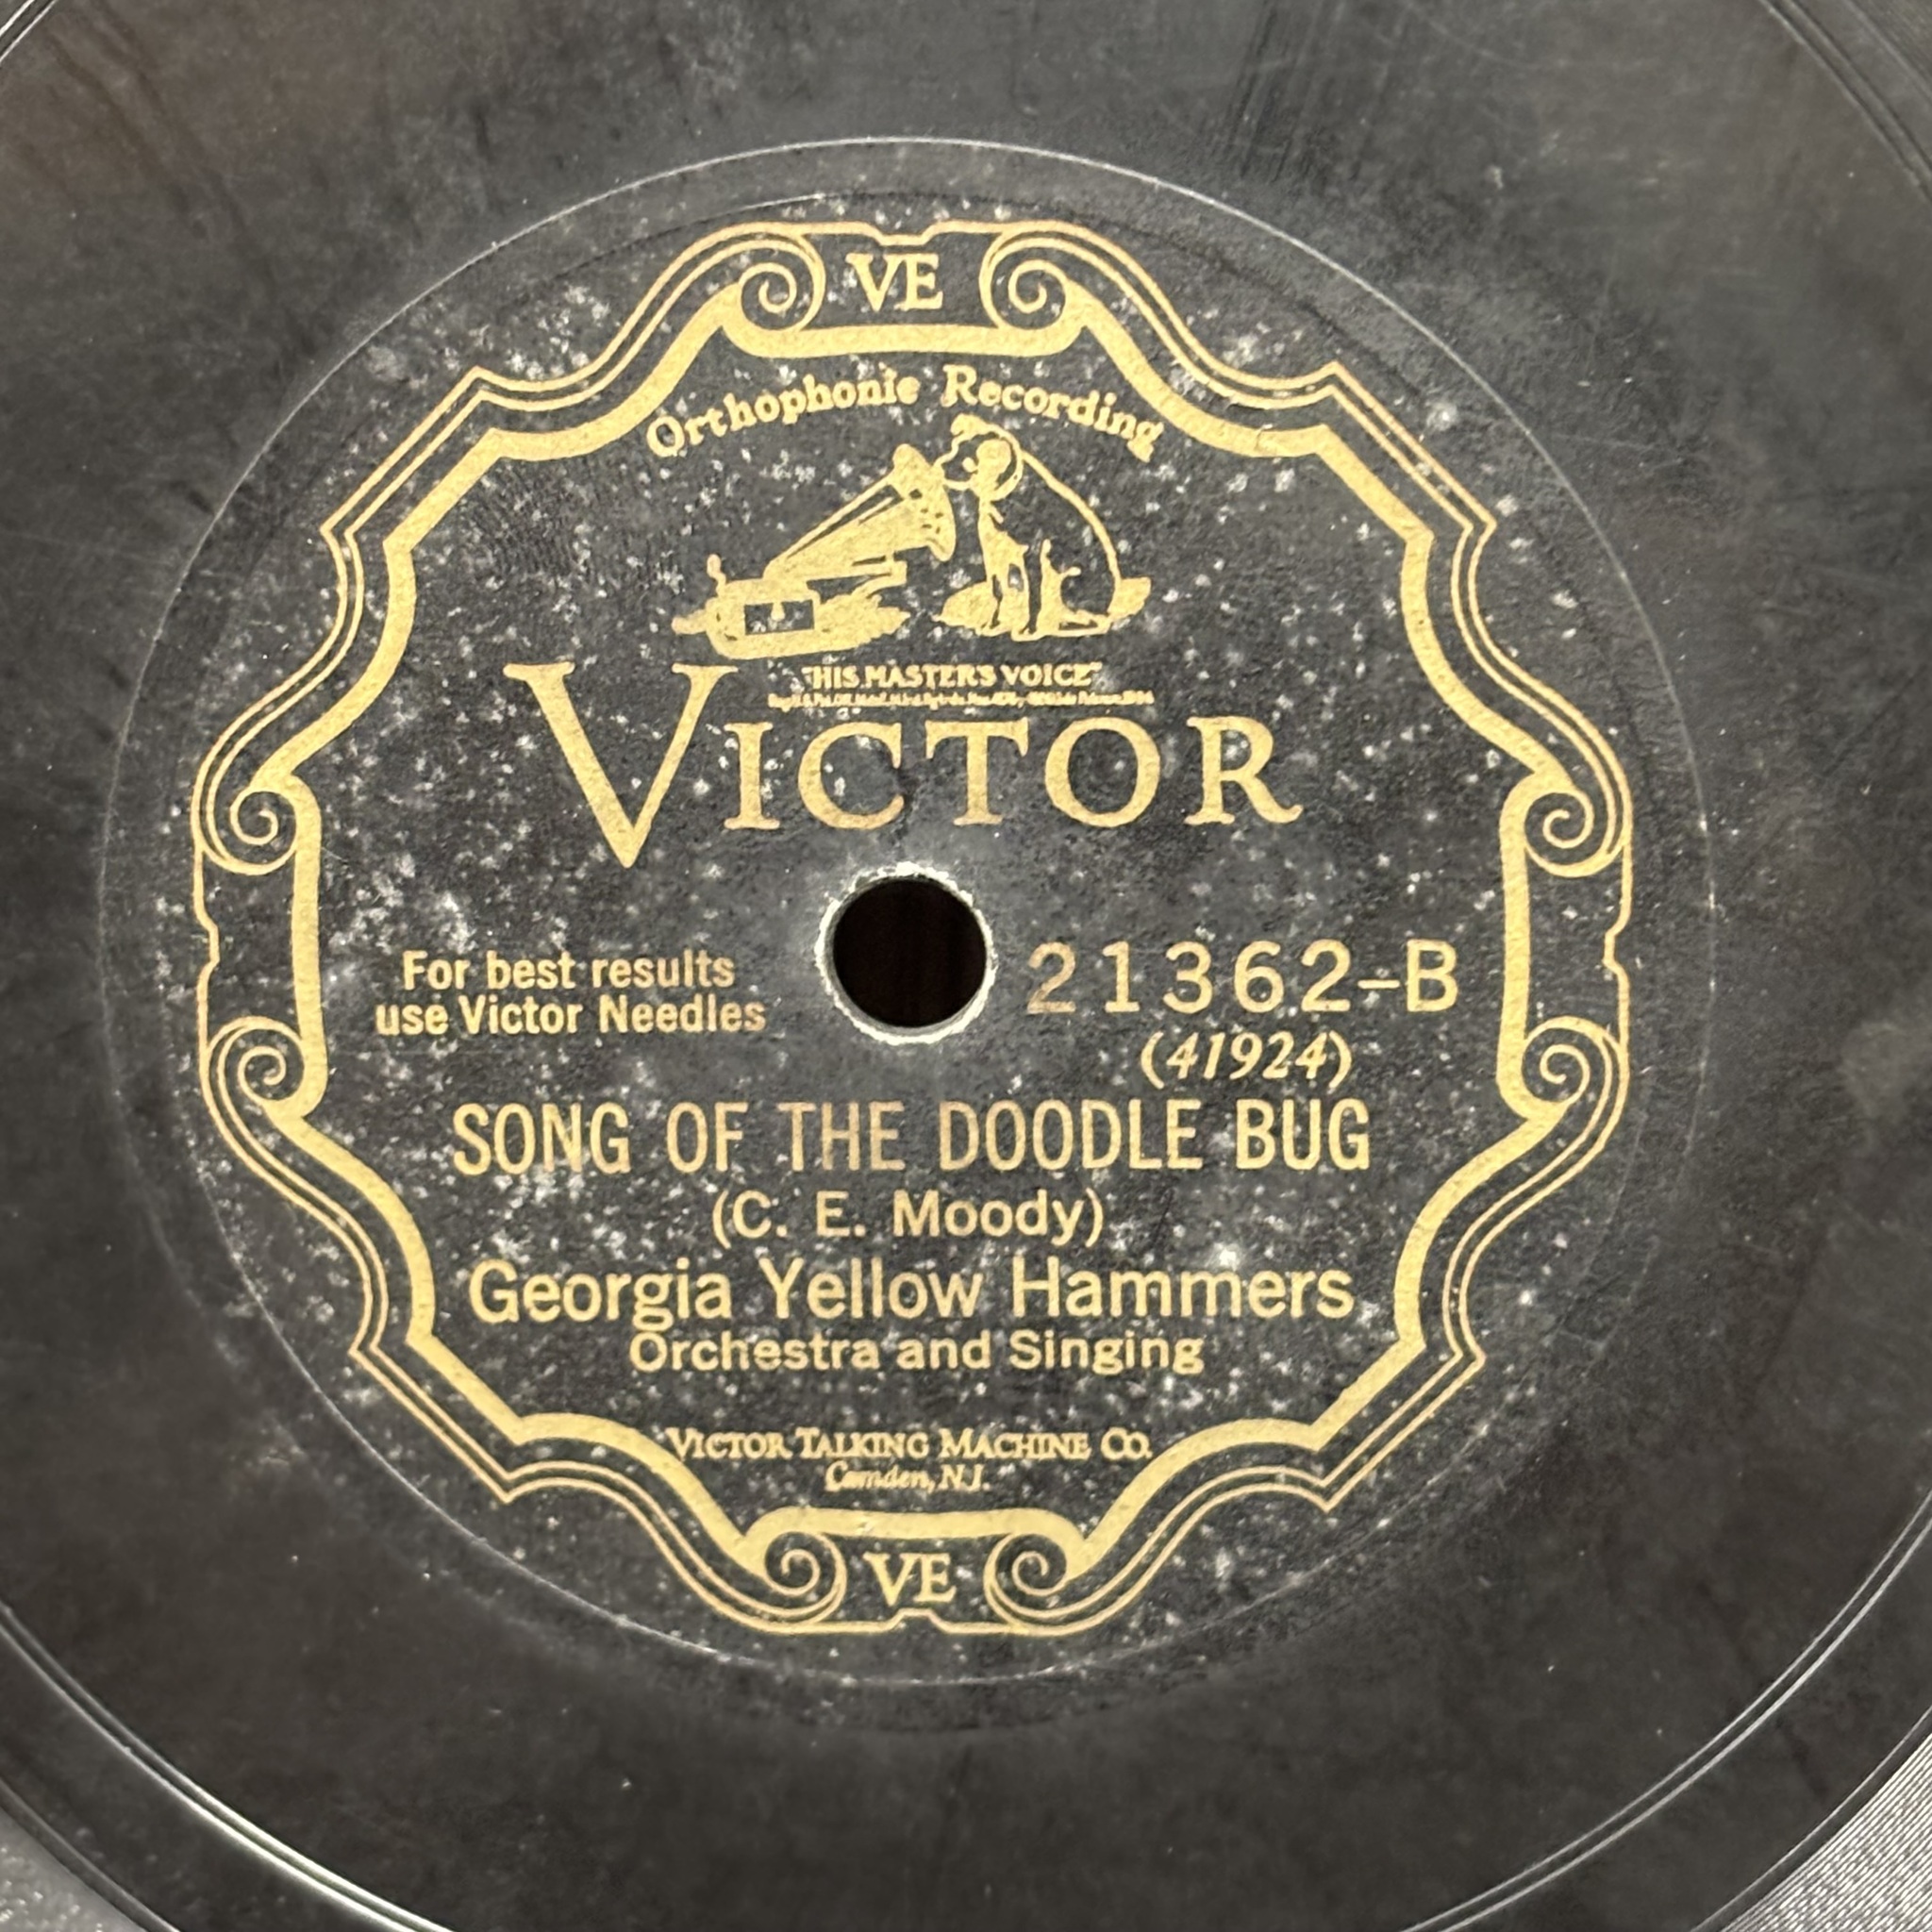 VE
Orthophonic Recording
"HIS MASTER'S VOICE"
VICTOR
For best results
use Victor Needles
21362-B
(41924)
SONG OF THE DOODLE BUG
(C. E. Moody)
Georgia Yellow Hammers
Orchestra and Singing
VICTOR TALKING MACHINE CO.
Camden, N.J.
VE